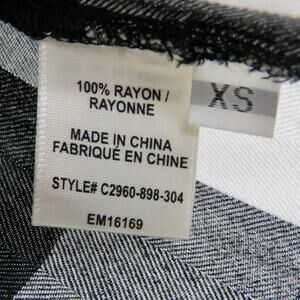 100% RAYON /
RAYONNE
XS
MADE IN CHINA
FABRIQUÉ EN CHINE
STYLE# C2960-898-304
EM16169